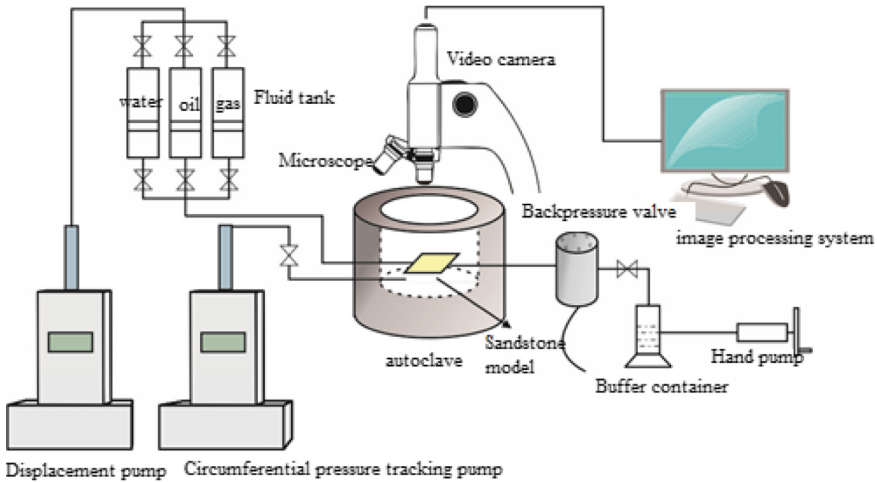 Video camera
water
oil
gas
Fluid tank
Microscope
Backpressure valve
image processing system
Sandstone
model
autoclave
Hand pump
Buffer container
Displacement pump
Circumferential pressure tracking pump